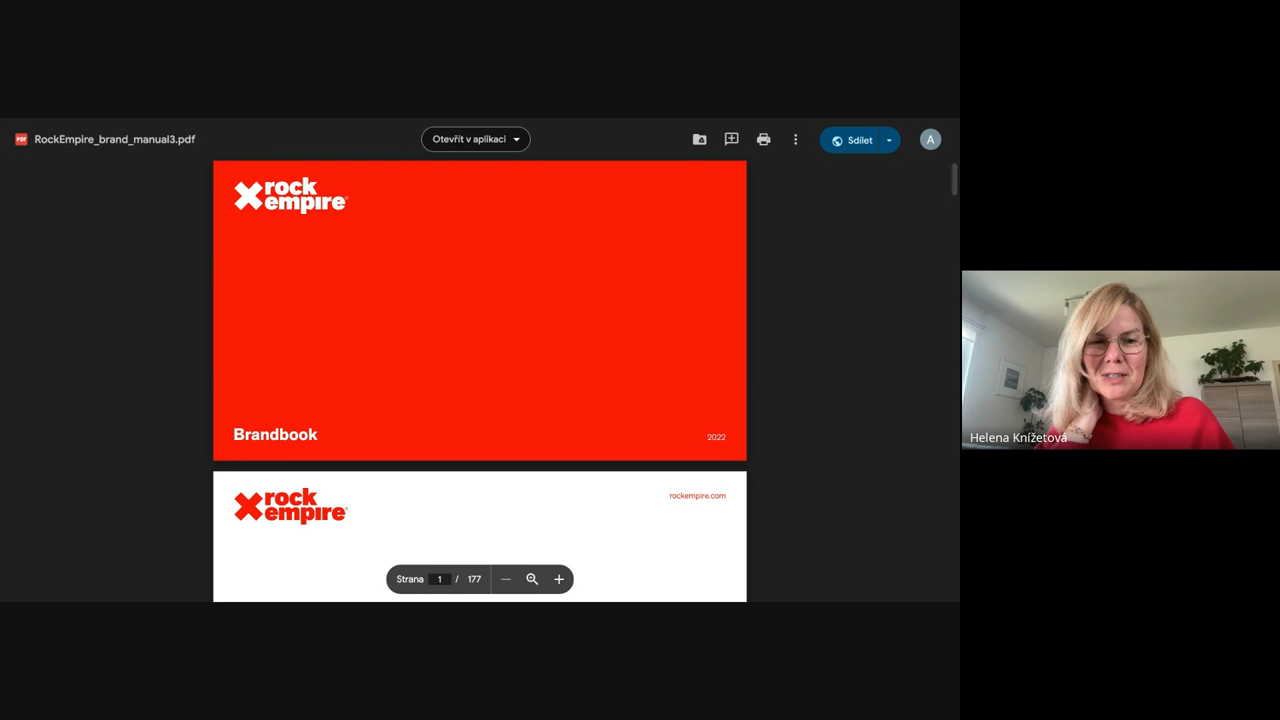 RockEmpire_brand_manual3.pdf
Otevřít v aplikaci
Sdílet
A
rock
empire
Brandbook
2022
rock
empire
rockempire.com
Strana 1 / 177
Helena Knížetová